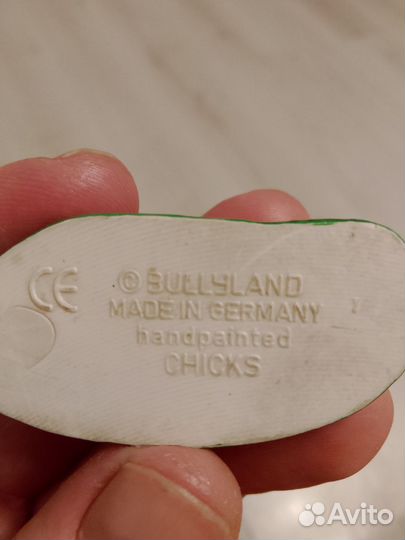 CE
© BULLYLAND
MADE IN GERMANY
handpainted
CHICKS
Avito